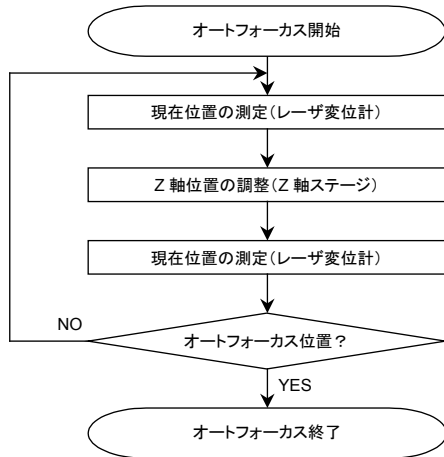 オートフォーカス開始
現在位置の測定(レーザ変位計)
Z 軸位置の調整(Z 軸ステージ)
現在位置の測定(レーザ変位計)
オートフォーカス位置？
NO
YES
オートフォーカス終了